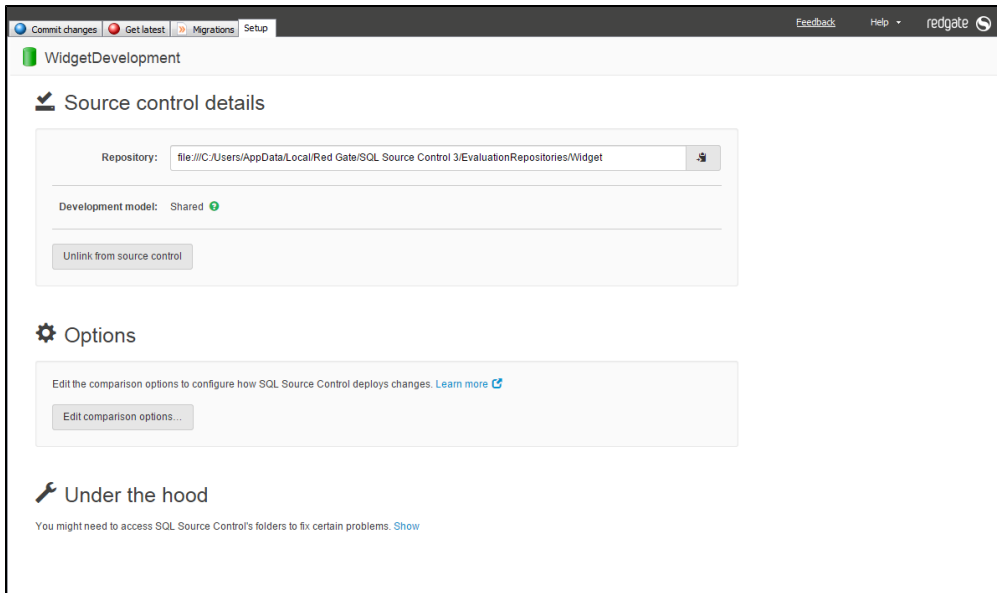 Commit changes Get latest Migrations Setup Feedback Help redgate
WidgetDevelopment
Source control details
Repository: file:///C:/Users/AppData/Local/Red Gate/SQL Source Control 3/EvaluationRepositories/Widget
Development model: Shared
Unlink from source control
Options
Edit the comparison options to configure how SQL Source Control deploys changes. Learn more
Edit comparison options...
Under the hood
You might need to access SQL Source Control's folders to fix certain problems. Show